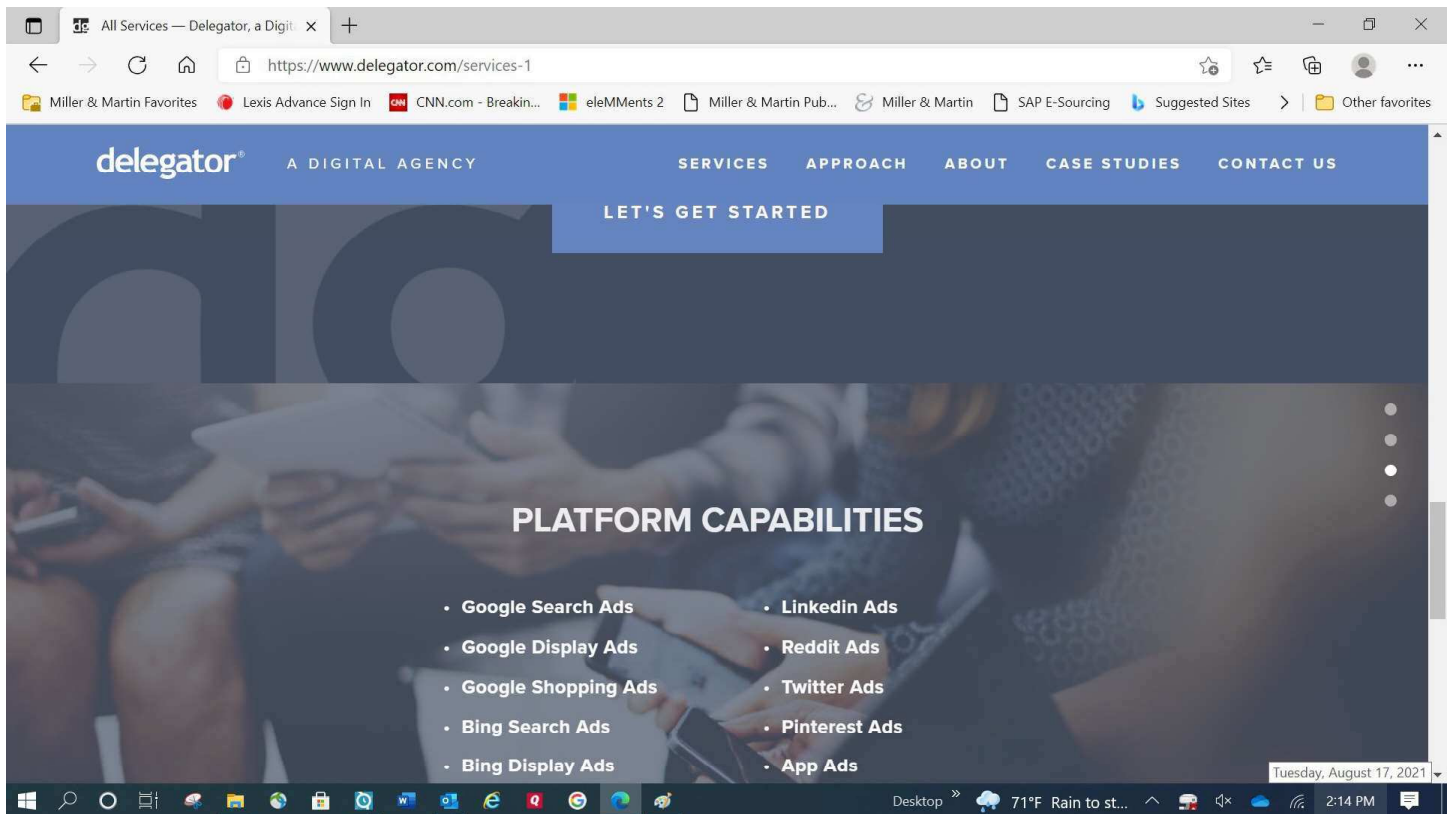 All Services — Delegator, a Digit
https://www.delegator.com/services-1
Miller & Martin Favorites Lexis Advance Sign In CNN CNN.com - Breakin... eleMMents 2 Miller & Martin Pub... Miller & Martin SAP E-Sourcing Suggested Sites Other favorites
delegator® A DIGITAL AGENCY SERVICES APPROACH ABOUT CASE STUDIES CONTACT US
LET'S GET STARTED
PLATFORM CAPABILITIES
• Google Search Ads
• Google Display Ads
• Google Shopping Ads
• Bing Search Ads
• Bing Display Ads
• Linkedin Ads
• Reddit Ads
• Twitter Ads
• Pinterest Ads
• App Ads
Tuesday, August 17, 2021
Desktop » 71°F Rain to st... 2:14 PM